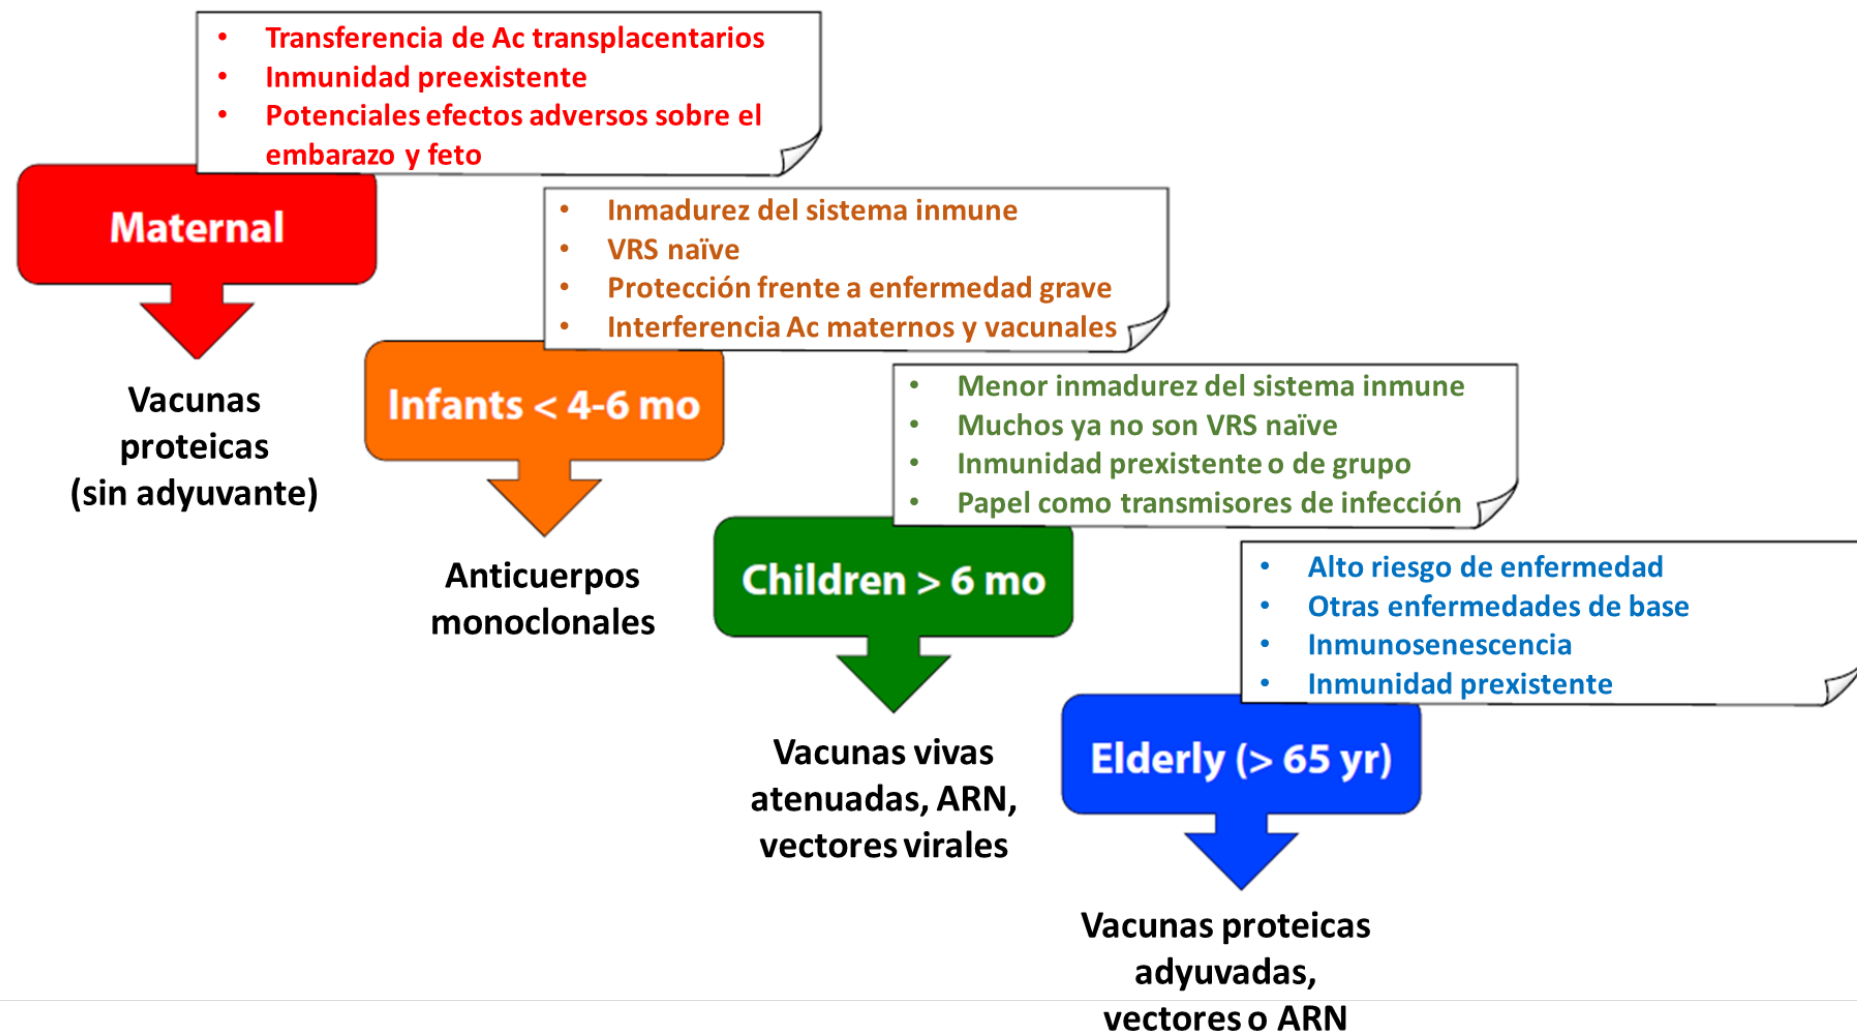 • Transferencia de Ac transplacentarios
• Inmunidad preexistente
• Potenciales efectos adversos sobre el
embarazo y feto
Maternal
Vacunas
proteicas
(sin adyuvante)
• Inmadurez del sistema inmune
• VRS naïve
• Protección frente a enfermedad grave
• Interferencia Ac maternos y vacunales
Infants < 4-6 mo
Anticuerpos
monoclonales
• Menor inmadurez del sistema inmune
• Muchos ya no son VRS naïve
• Inmunidad prexistente o de grupo
• Papel como transmisores de infección
Children > 6 mo
Vacunas vivas
atenuadas, ARN,
vectores virales
• Alto riesgo de enfermedad
• Otras enfermedades de base
• Inmunosenescencia
• Inmunidad prexistente
Elderly (> 65 yr)
Vacunas proteicas
adyuvadas,
vectores o ARN